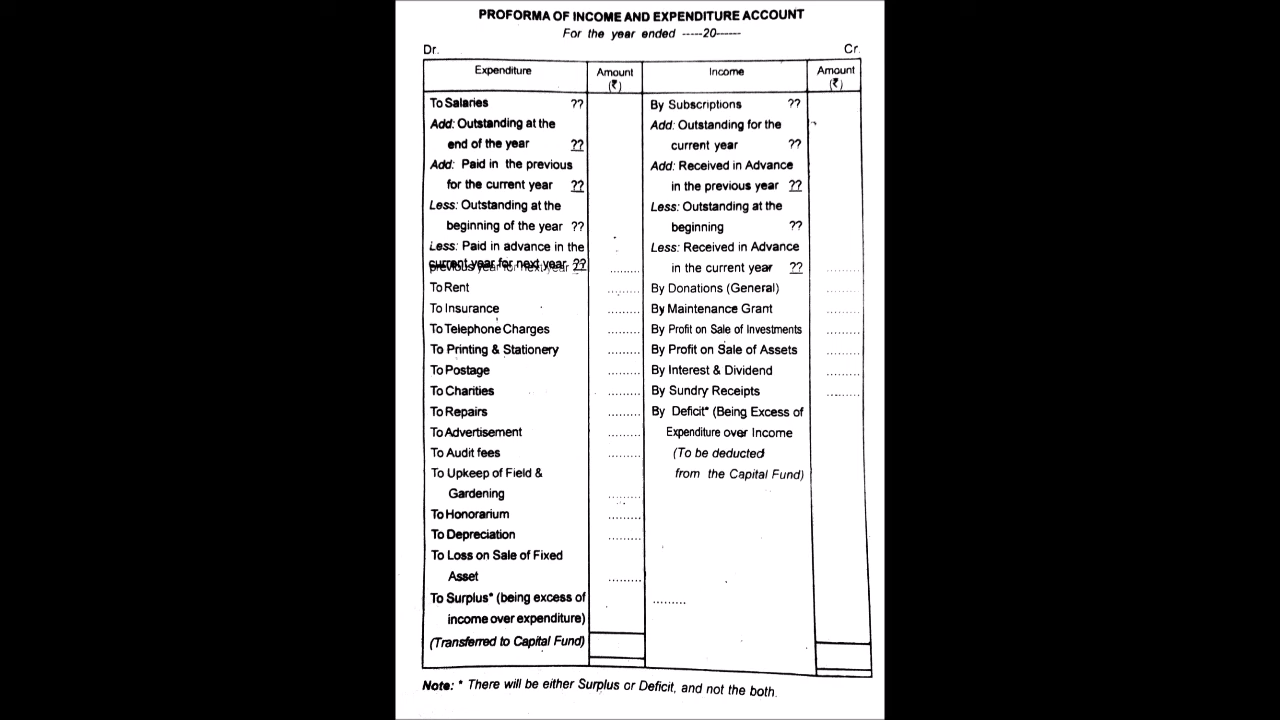 PROFORMA OF INCOME AND EXPENDITURE ACCOUNT
For the year ended -----20------
Dr. Cr.
Expenditure Amount (₹) Income Amount (₹)
To Salaries ??
Add: Outstanding at the
end of the year ??
Add: Paid in the previous
for the current year ??
Less: Outstanding at the
beginning of the year ??
Less: Paid in advance in the
current year for next year ?? .........
To Rent .........
To Insurance .........
To Telephone Charges .........
To Printing & Stationery .........
To Postage .........
To Charities .........
To Repairs .........
To Advertisement .........
To Audit fees .........
To Upkeep of Field &
Gardening .........
To Honorarium .........
To Depreciation .........
To Loss on Sale of Fixed
Asset .........
To Surplus* (being excess of
income over expenditure) .........
(Transferred to Capital Fund)
By Subscriptions ??
Add: Outstanding for the
current year ??
Add: Received in Advance
in the previous year ??
Less: Outstanding at the
beginning ??
Less: Received in Advance
in the current year ?? .........
By Donations (General) .........
By Maintenance Grant .........
By Profit on Sale of Investments .........
By Profit on Sale of Assets .........
By Interest & Dividend .........
By Sundry Receipts .........
By Deficit* (Being Excess of
Expenditure over Income
(To be deducted
from the Capital Fund)
Note: * There will be either Surplus or Deficit, and not the both.